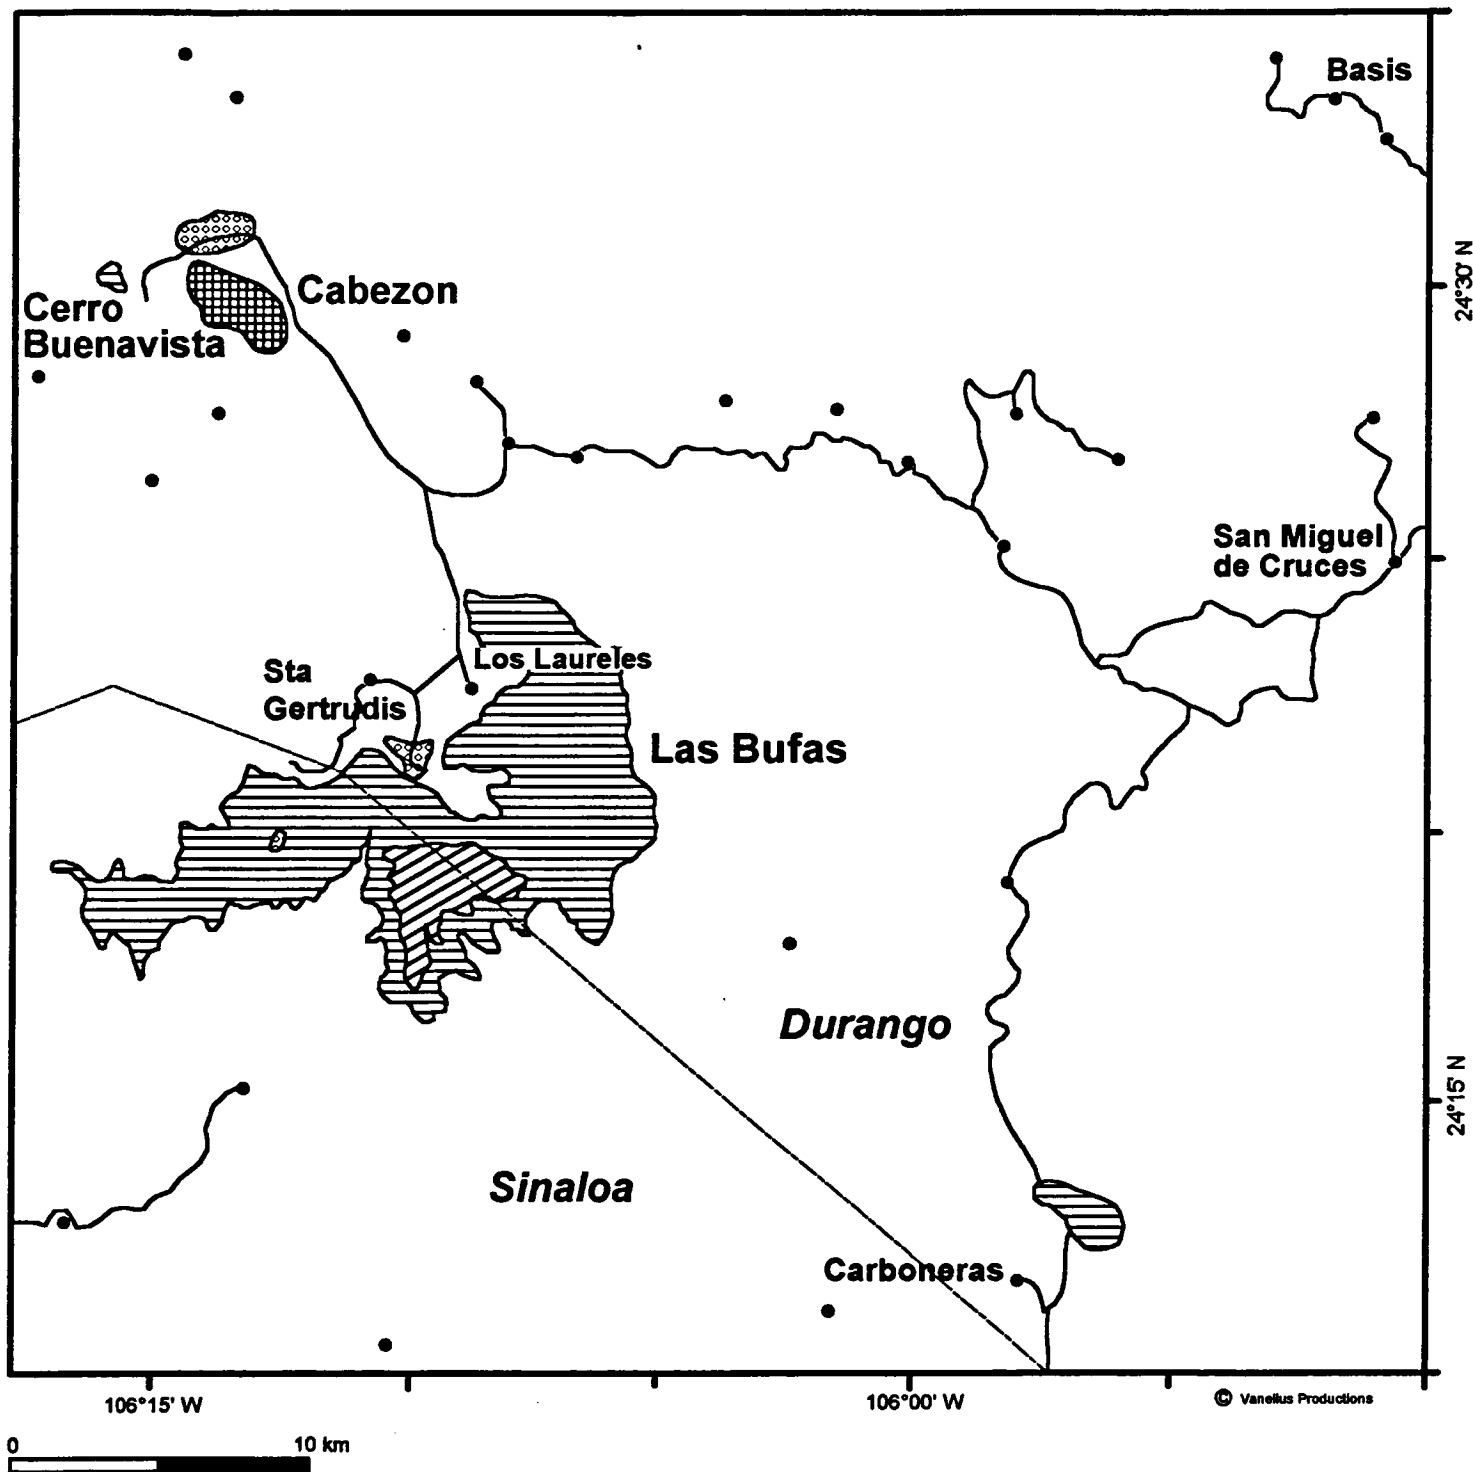 Basis
24°30' N
Cabezon
Cerro
Buenavista
San Miguel
de Cruces
Los Laureles
Sta
Gertrudis
Las Bufas
Durango
24°15' N
Sinaloa
Carboneras
106°15' W
106°00' W
© Vanellus Productions
0
10 km